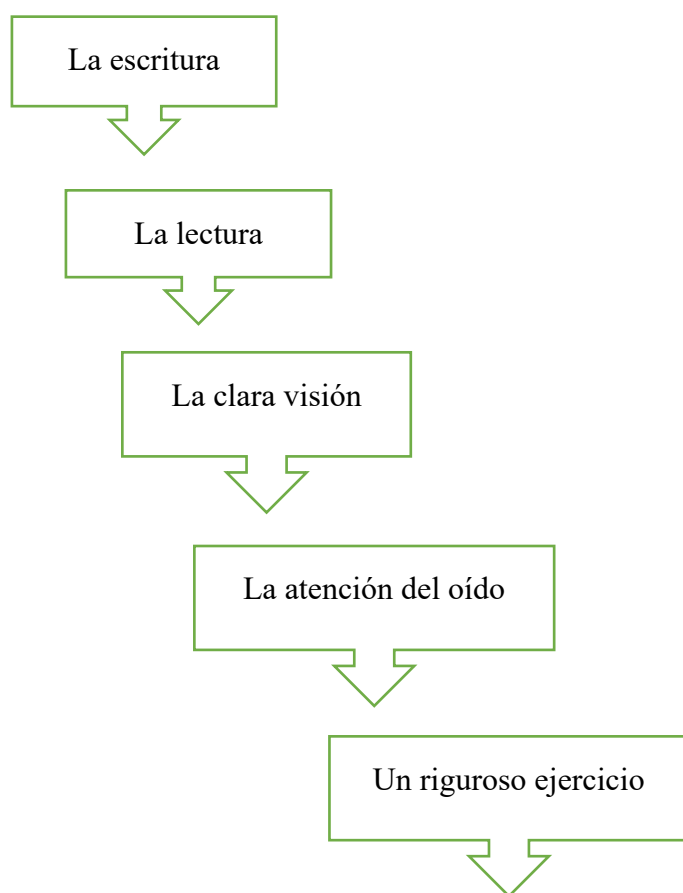 La escritura
La lectura
La clara visión
La atención del oído
Un riguroso ejercicio